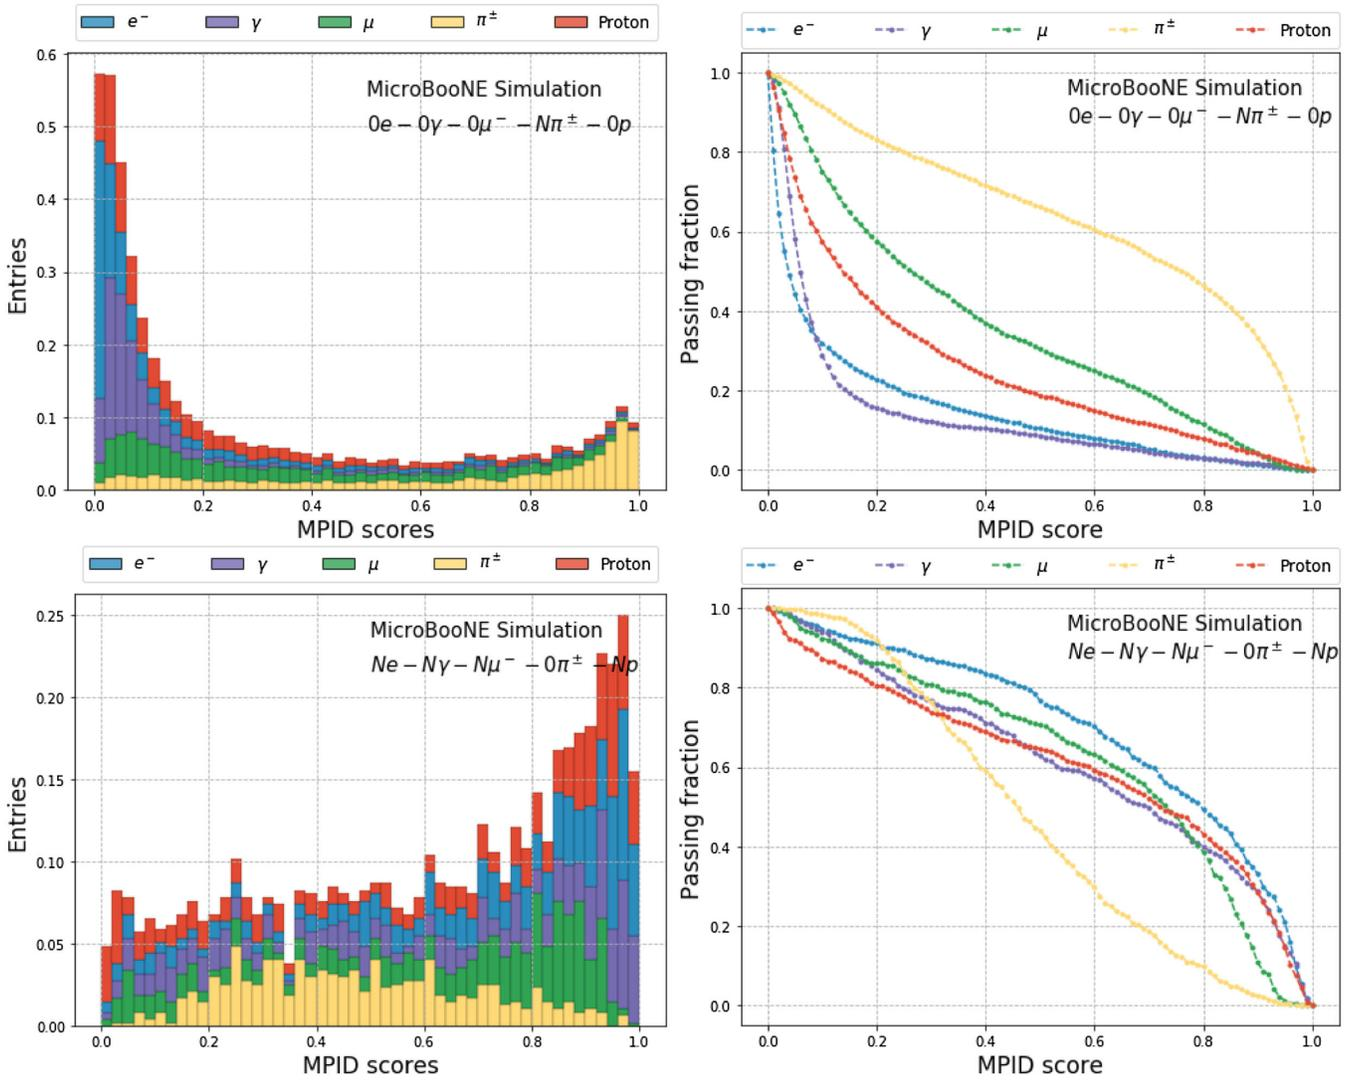 e⁻ γ μ π± Proton
MicroBooNE Simulation
0e − 0γ − 0μ⁻ − Nπ± − 0p
Entries
0.6
0.5
0.4
0.3
0.2
0.1
0.0
0.0 0.2 0.4 0.6 0.8 1.0
MPID scores
e⁻ γ μ π± Proton
MicroBooNE Simulation
0e − 0γ − 0μ⁻ − Nπ± − 0p
Passing fraction
1.0
0.8
0.6
0.4
0.2
0.0
0.0 0.2 0.4 0.6 0.8 1.0
MPID score
e⁻ γ μ π± Proton
MicroBooNE Simulation
Ne − Nγ − Nμ⁻ − 0π± − Np
Entries
0.25
0.20
0.15
0.10
0.05
0.00
0.0 0.2 0.4 0.6 0.8 1.0
MPID scores
e⁻ γ μ π± Proton
MicroBooNE Simulation
Ne − Nγ − Nμ⁻ − 0π± − Np
Passing fraction
1.0
0.8
0.6
0.4
0.2
0.0
0.0 0.2 0.4 0.6 0.8 1.0
MPID score